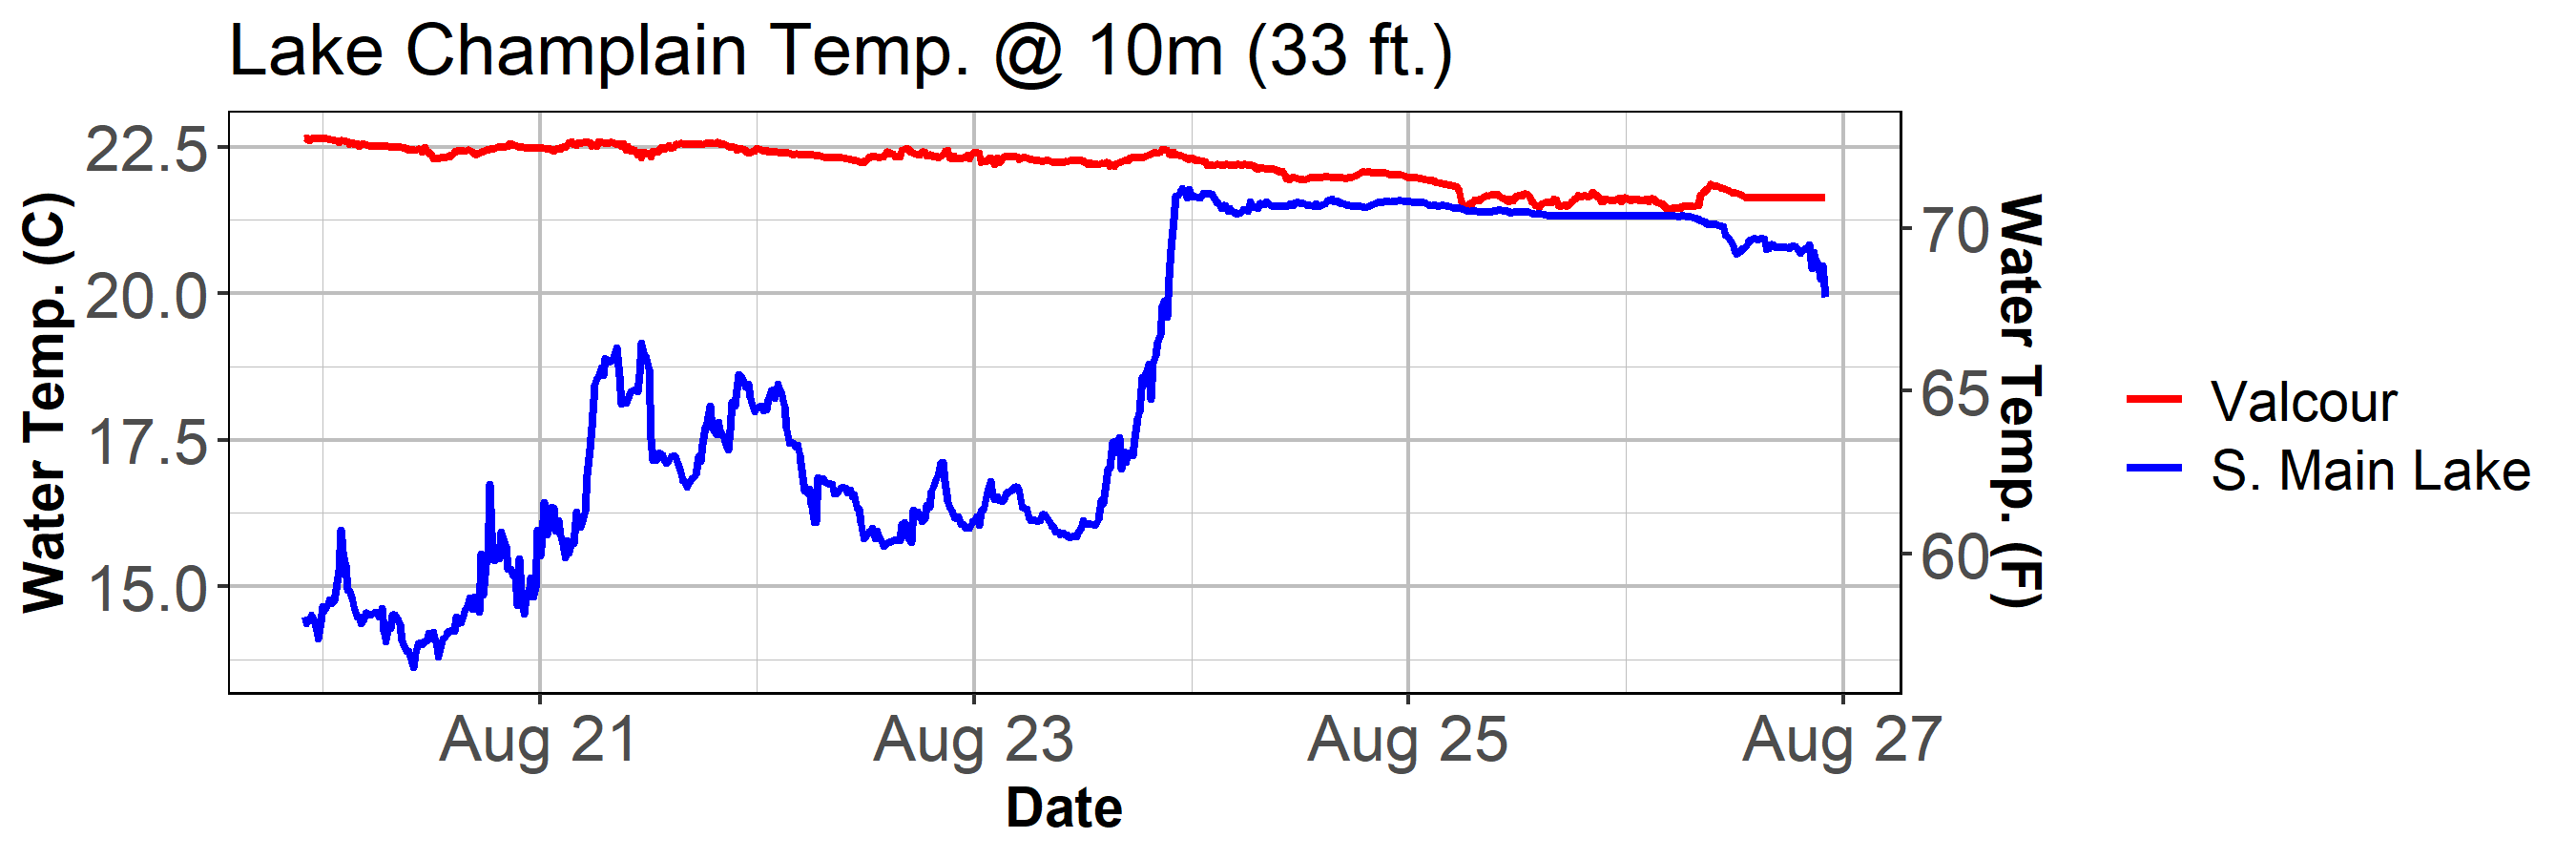 Lake Champlain Temp. @ 10m (33 ft.)
Water Temp. (C)
22.5
20.0
17.5
15.0
70
65
60
Water Temp. (F)
Valcour
S. Main Lake
Aug 21
Aug 23
Aug 25
Aug 27
Date